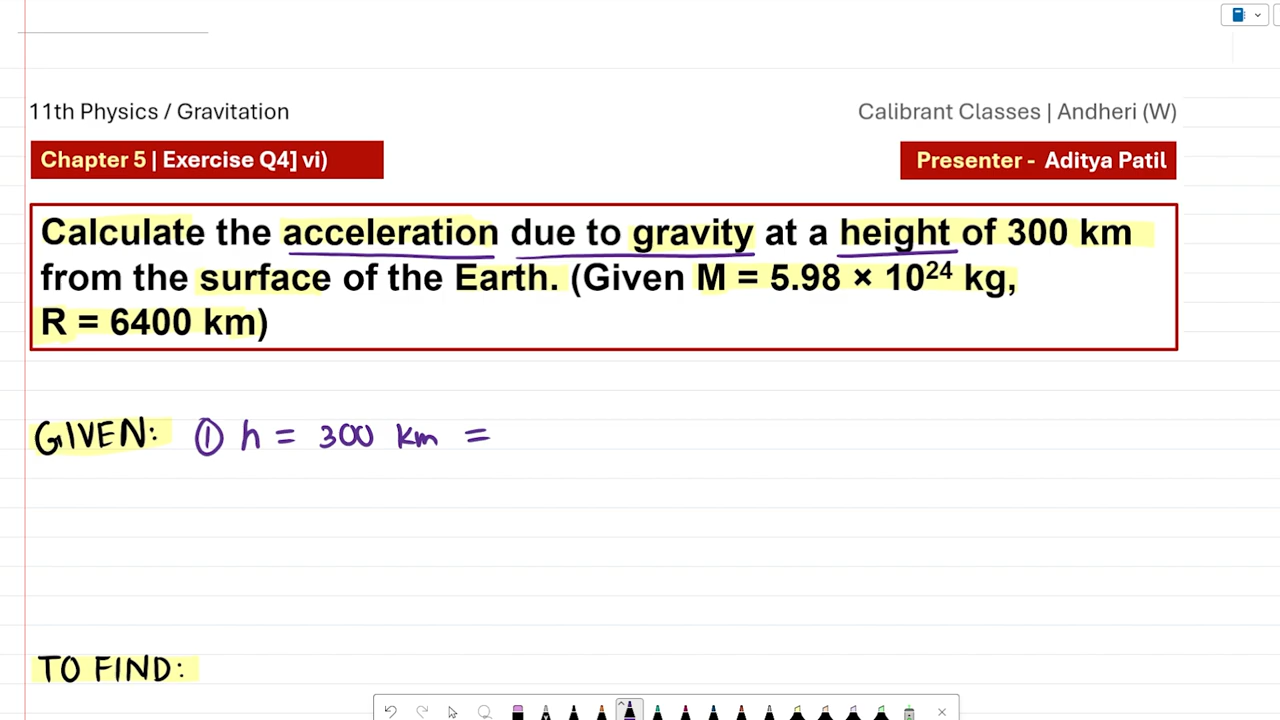 11th Physics / Gravitation
Calibrant Classes | Andheri (W)
Chapter 5 | Exercise Q4] vi)
Presenter - Aditya Patil
Calculate the acceleration due to gravity at a height of 300 km
from the surface of the Earth. (Given M = 5.98 × 10²⁴ kg,
R = 6400 km)
GIVEN: ① h = 300 km =
TO FIND: